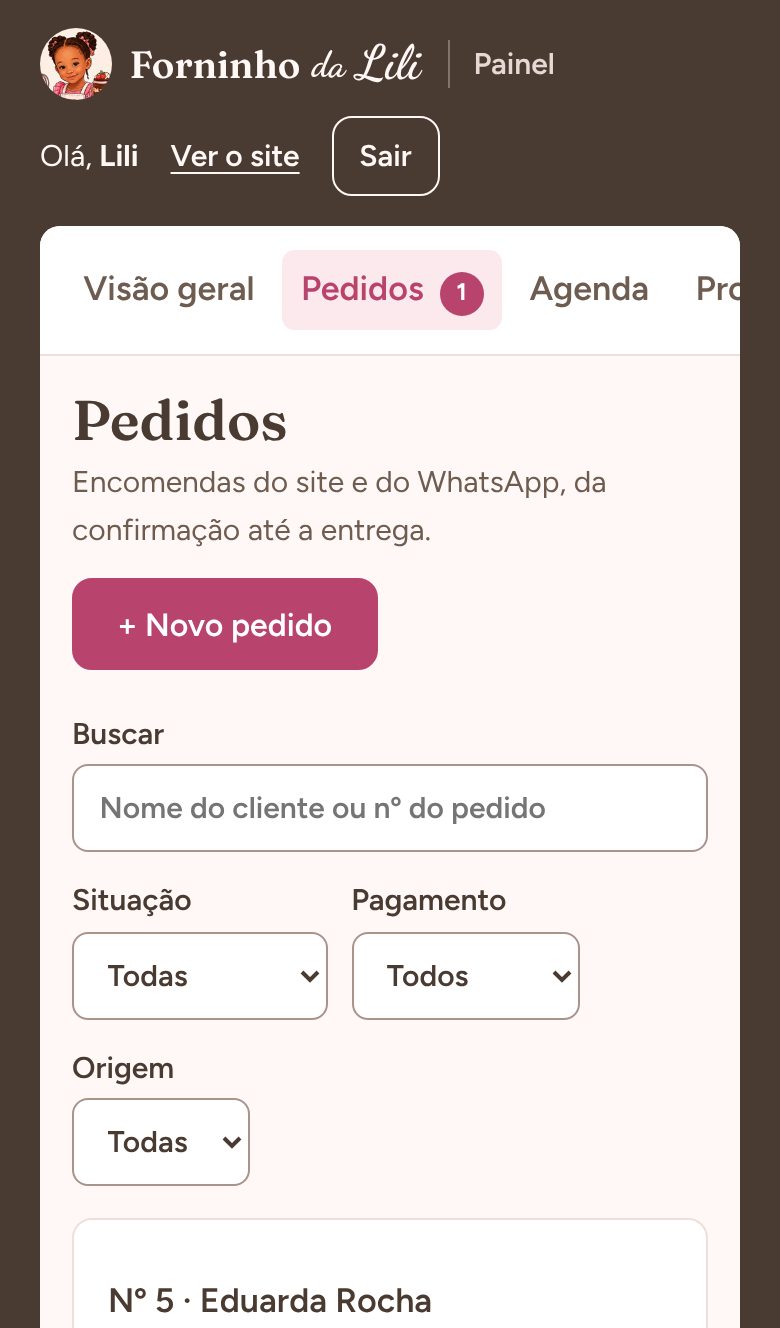 Forninho da Lili Painel
Olá, Lili Ver o site Sair
Visão geral Pedidos 1 Agenda
Pedidos
Encomendas do site e do WhatsApp, da
confirmação até a entrega.
+ Novo pedido
Buscar
Nome do cliente ou nº do pedido
Situação Pagamento
Todas Todos
Origem
Todas
Nº 5 · Eduarda Rocha